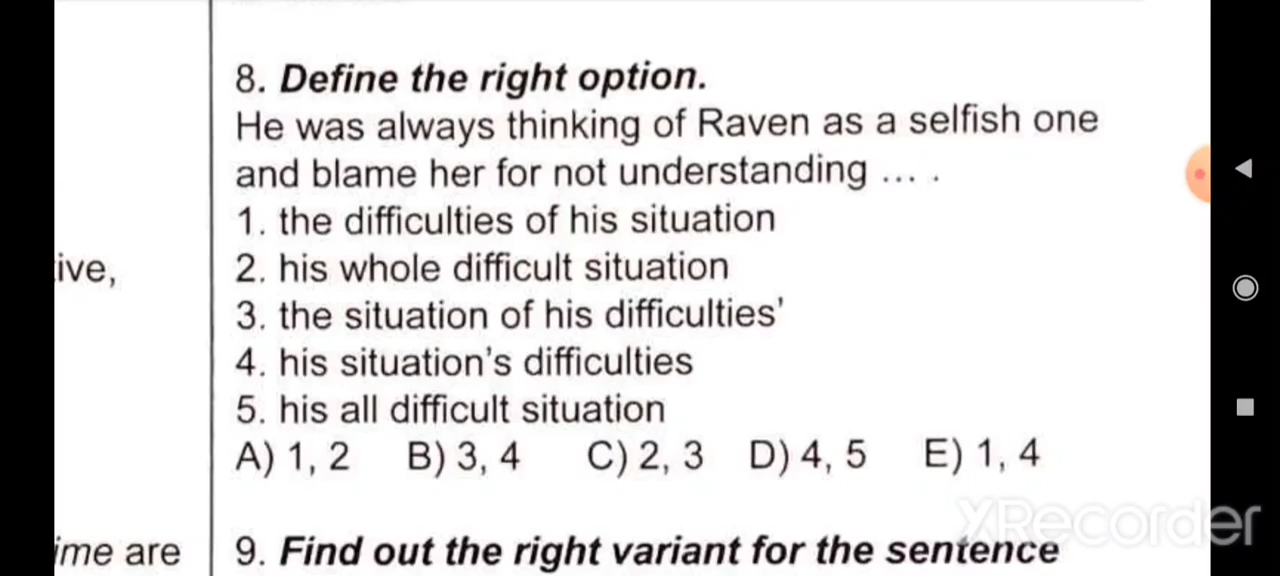 8. Define the right option.
He was always thinking of Raven as a selfish one
and blame her for not understanding ... .
1. the difficulties of his situation
ive,
2. his whole difficult situation
3. the situation of his difficulties'
4. his situation's difficulties
5. his all difficult situation
A) 1, 2 B) 3, 4 C) 2, 3 D) 4, 5 E) 1, 4
XRecorder
ime are
9. Find out the right variant for the sentence